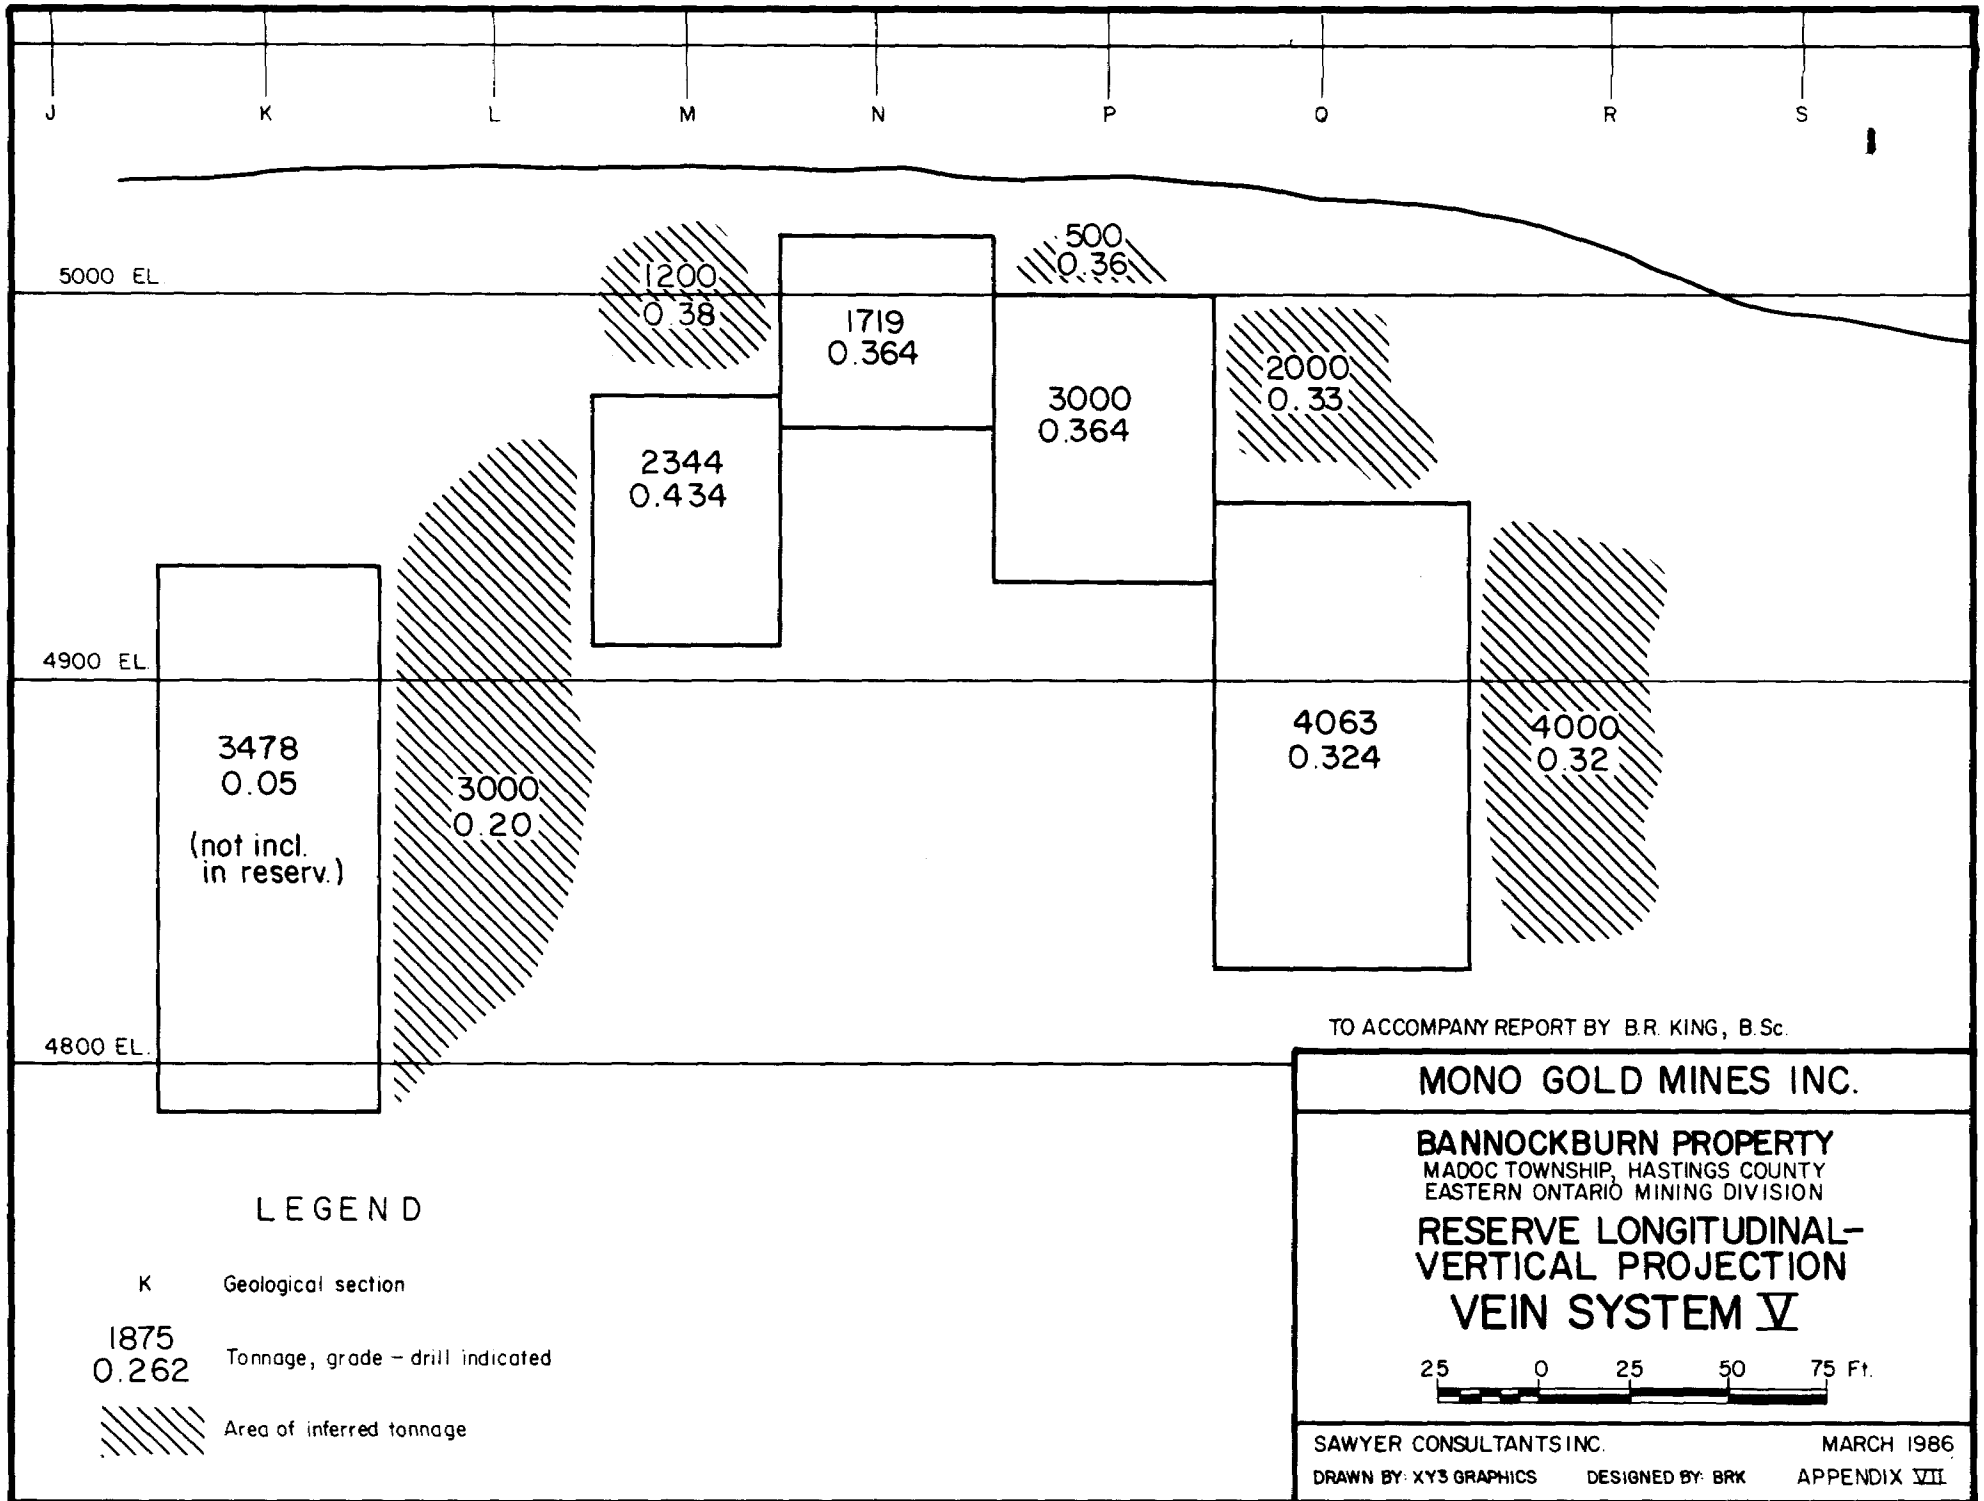 J K L M N P Q R S
500
0.36
5000 EL
1200
0.38
1719
0.364
2000
0.33
3000
0.364
2344
0.434
4900 EL.
3478
0.05
(not incl.
in reserv.)
3000
0.20
4063
0.324
4000
0.32
4800 EL.
TO ACCOMPANY REPORT BY B.R. KING, B.Sc.
MONO GOLD MINES INC.
BANNOCKBURN PROPERTY
MADOC TOWNSHIP, HASTINGS COUNTY
EASTERN ONTARIO MINING DIVISION
RESERVE LONGITUDINAL-
VERTICAL PROJECTION
VEIN SYSTEM V
25 0 25 50 75 Ft.
SAWYER CONSULTANTS INC. MARCH 1986
DRAWN BY: XY3 GRAPHICS DESIGNED BY: BRK APPENDIX VII
LEGEND
K Geological section
1875
0.262 Tonnage, grade – drill indicated
Area of inferred tonnage